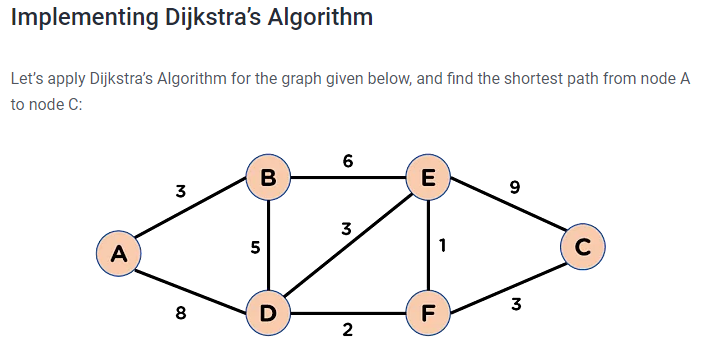 Implementing Dijkstra’s Algorithm
Let’s apply Dijkstra’s Algorithm for the graph given below, and find the shortest path from node A
to node C:
6
B
E
3
9
3
A
5
1
C
8
D
F
3
2